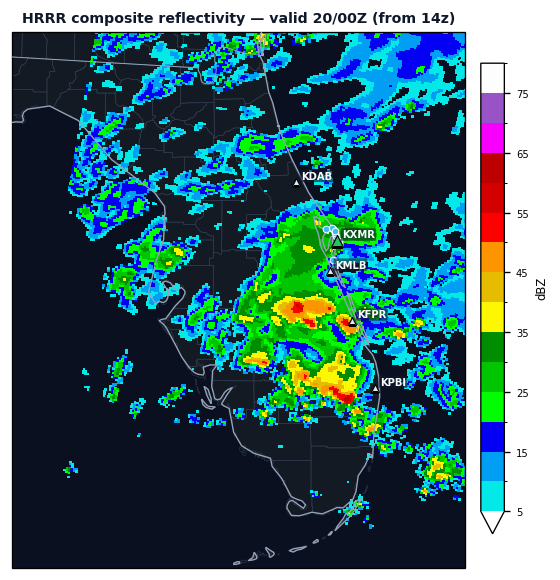 HRRR composite reflectivity — valid 20/00Z (from 14z)
KDAB
KXMR
KMLB
KFPR
KPBI
75
65
55
45
35
25
15
5
dBZ